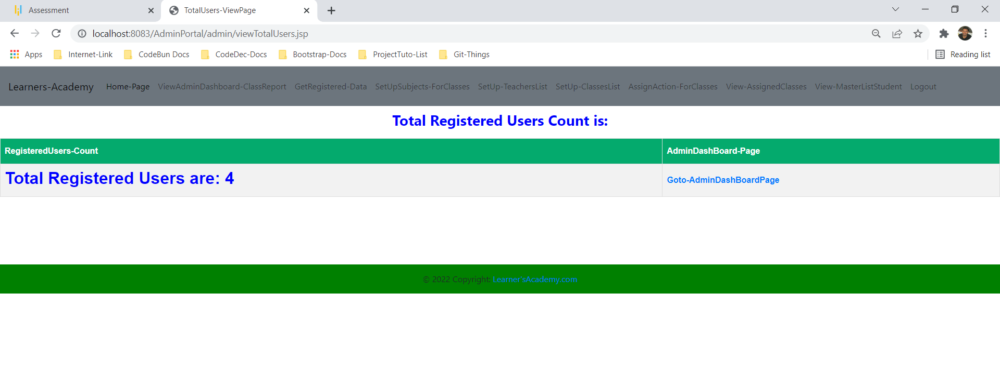 Assessment
TotalUsers-ViewPage
localhost:8083/AdminPortal/admin/viewTotalUsers.jsp
Apps Internet-Link CodeBun Docs CodeDec-Docs Bootstrap-Docs ProjectTuto-List Git-Things Reading list
Learners-Academy Home-Page ViewAdminDashboard-ClassReport GetRegistered-Data SetUpSubjects-ForClasses SetUp-TeachersList SetUp-ClassesList AssignAction-ForClasses View-AssignedClasses View-MasterListStudent Logout
Total Registered Users Count is:
RegisteredUsers-Count AdminDashBoard-Page
Total Registered Users are: 4 Goto-AdminDashBoardPage
© 2022 Copyright: Learner'sAcademy.com